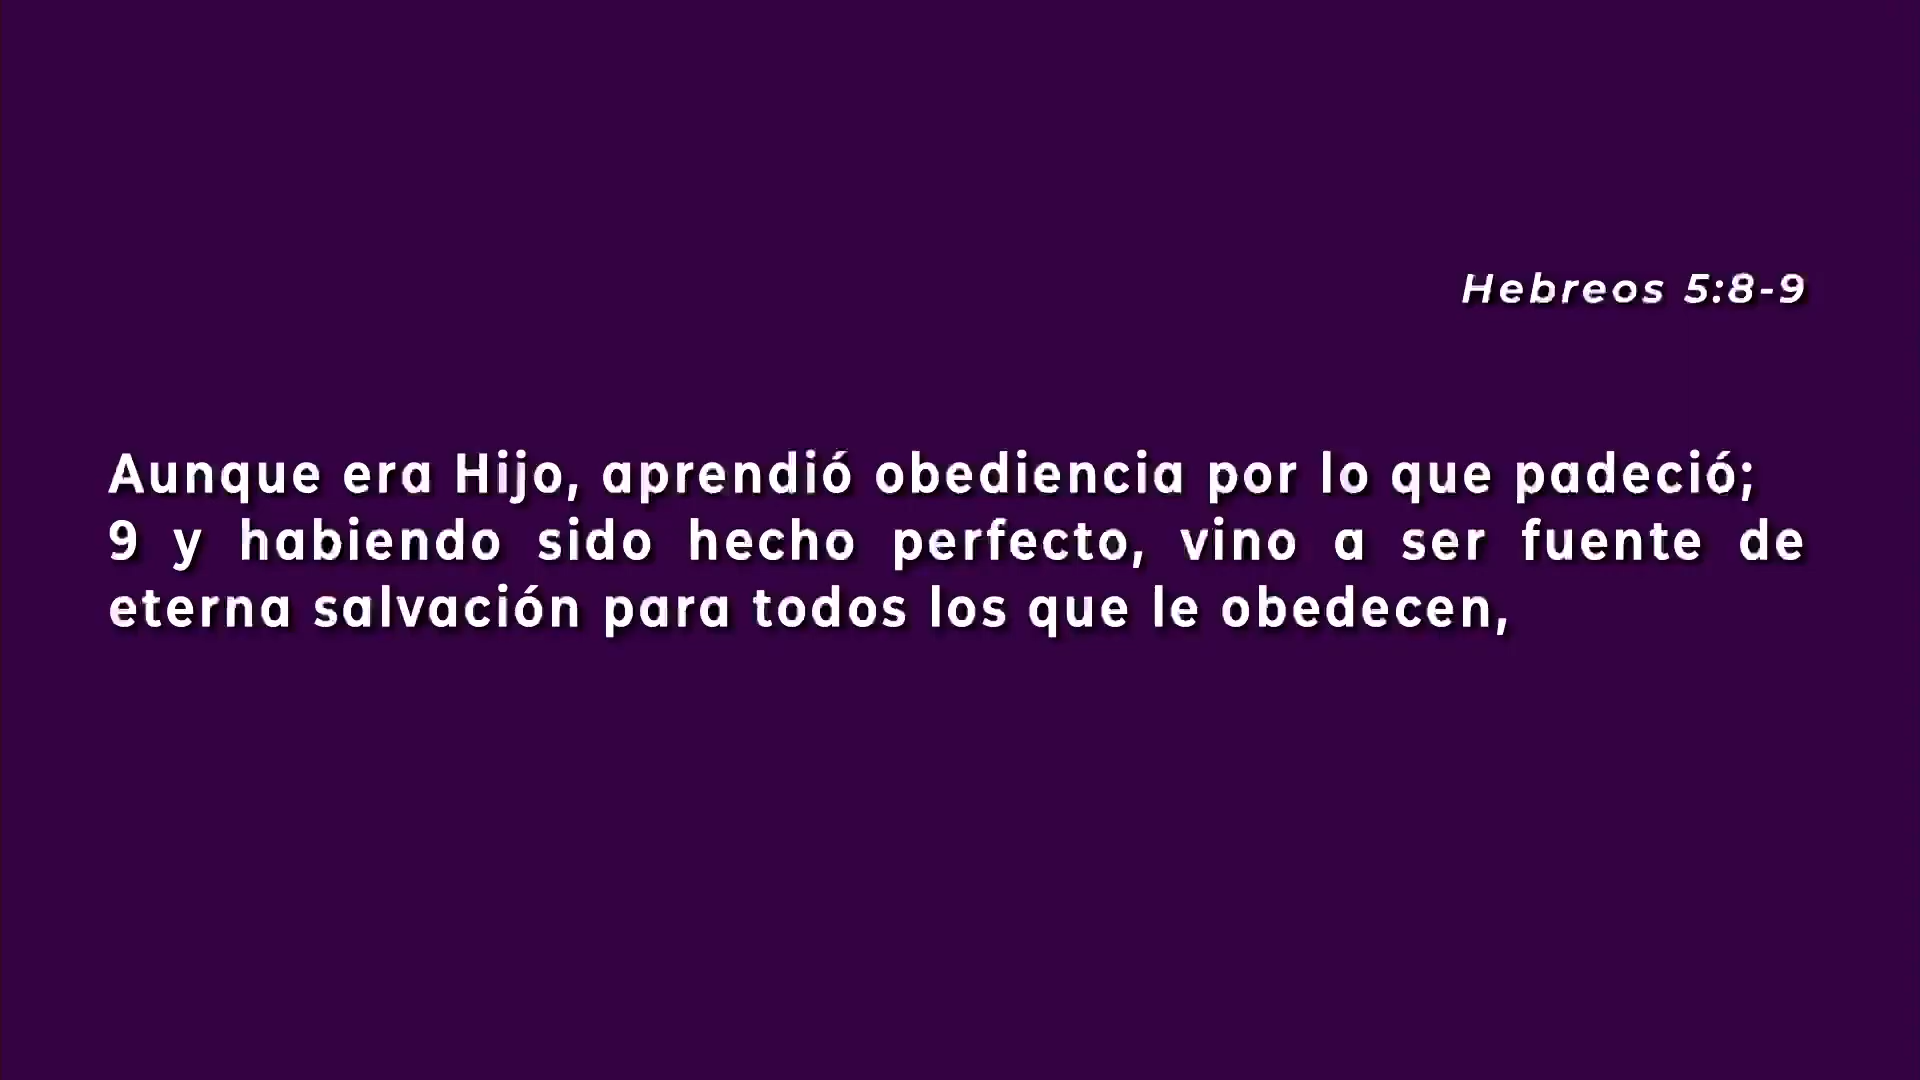 Hebreos 5:8-9
Aunque era Hijo, aprendió obediencia por lo que padeció;
9 y habiendo sido hecho perfecto, vino a ser fuente de
eterna salvación para todos los que le obedecen,